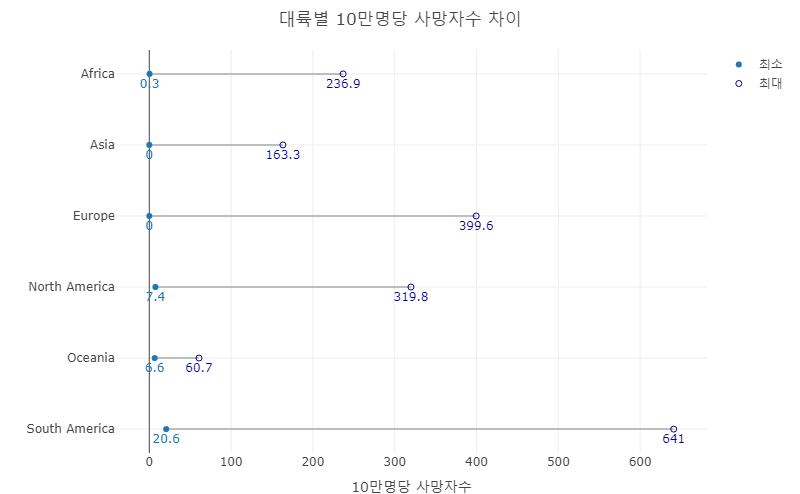 대륙별 10만명당 사망자수 차이
최소
최대
Africa
0.3
236.9
Asia
0
163.3
Europe
0
399.6
North America
7.4
319.8
Oceania
6.6
60.7
South America
20.6
641
0 100 200 300 400 500 600
10만명당 사망자수